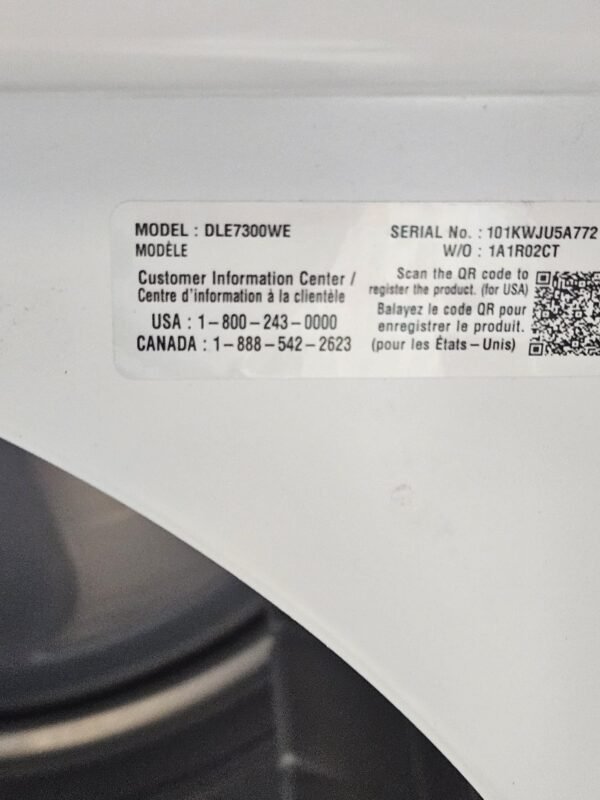 MODEL : DLE7300WE
MODÈLE
SERIAL No. : 101KWJU5A772
W/O : 1A1R02CT
Customer Information Center /
Centre d'information à la clientèle
USA : 1-800-243-0000
CANADA : 1-888-542-2623
Scan the QR code to
register the product. (for USA)
Balayez le code QR pour
enregistrer le produit.
(pour les États-Unis)